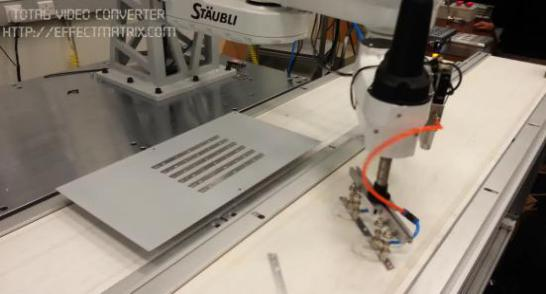 TOTAL VIDEO CONVERTER
HTTP://EFFECTMATRIX.COM
STÄUBLI